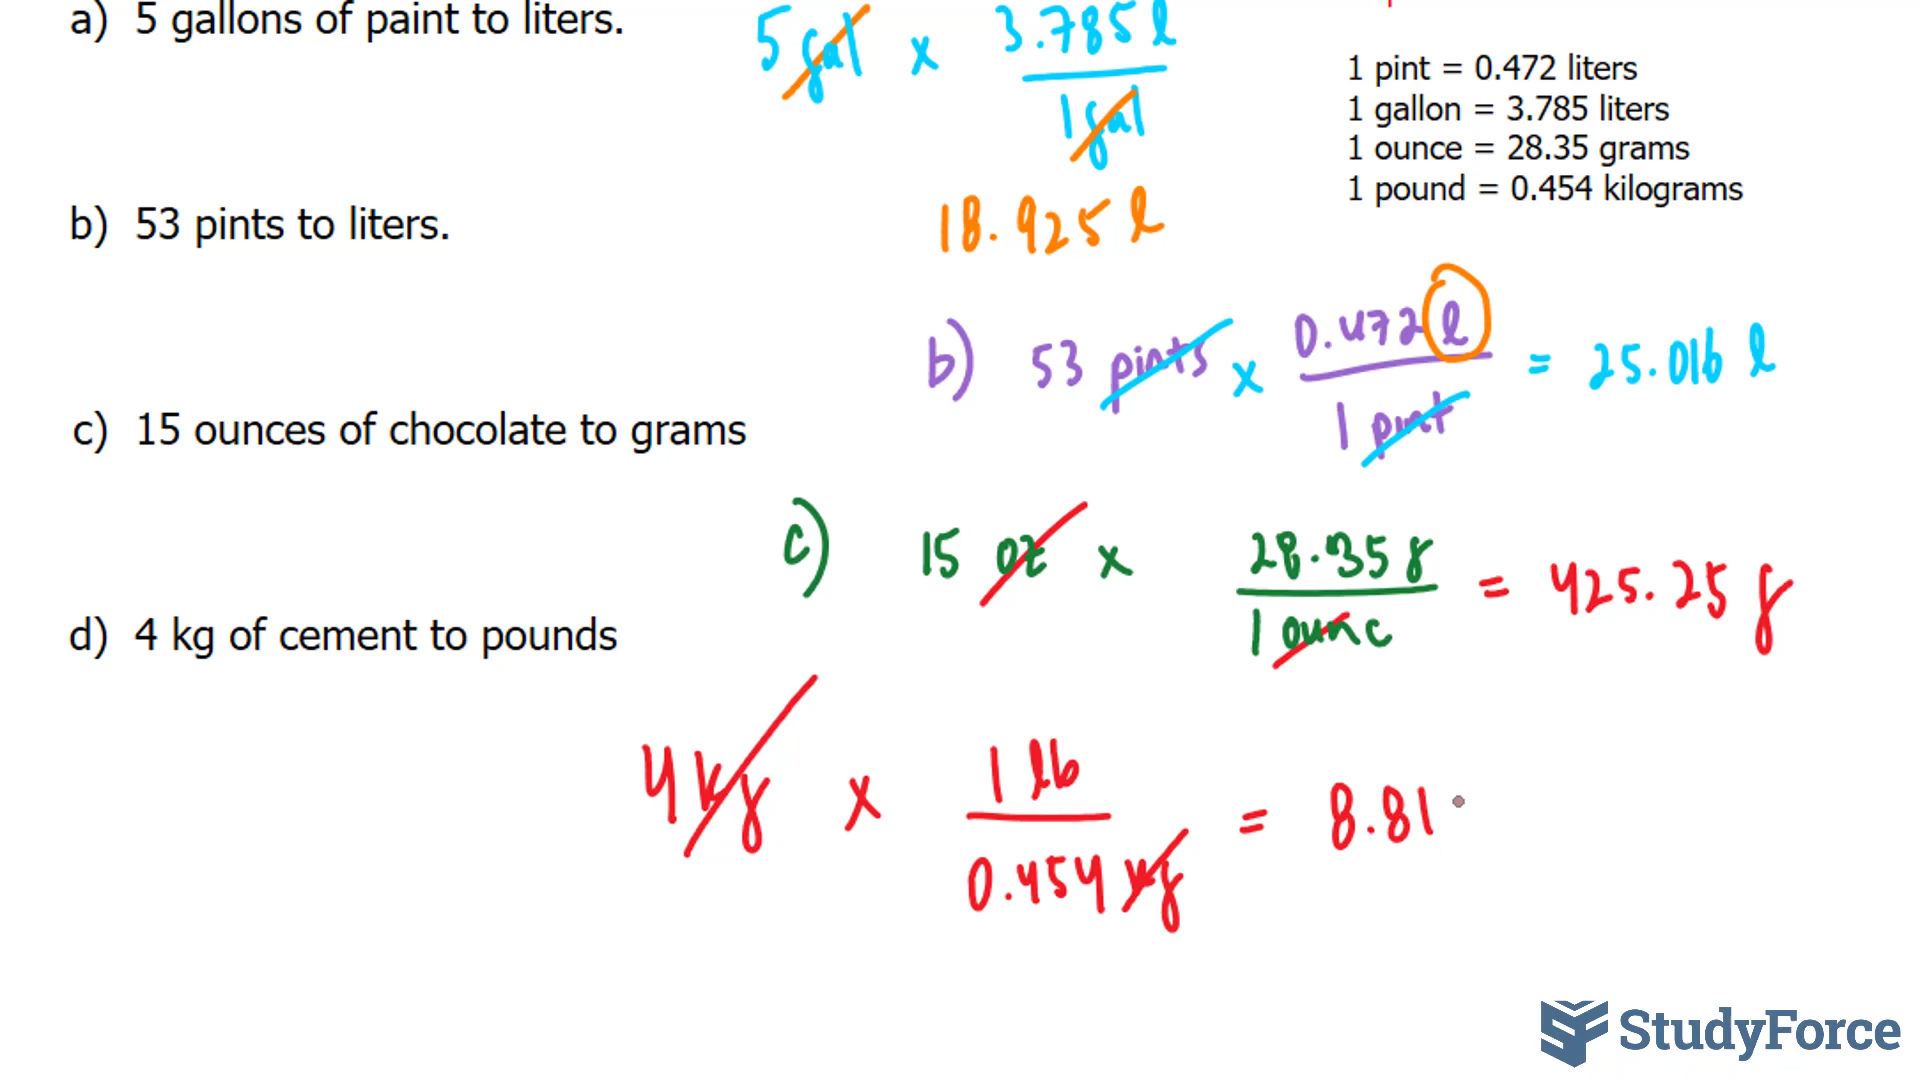 a) 5 gallons of paint to liters.
5 gal x 3.785 l
1 gal
18.925 l
1 pint = 0.472 liters
1 gallon = 3.785 liters
1 ounce = 28.35 grams
1 pound = 0.454 kilograms
b) 53 pints to liters.
b) 53 pints x 0.472 l = 25.016 l
1 pint
c) 15 ounces of chocolate to grams
c) 15 oz x 28.35 g = 425.25 g
1 ounc
d) 4 kg of cement to pounds
4 kg x 1 lb = 8.81
0.454 kg
StudyForce